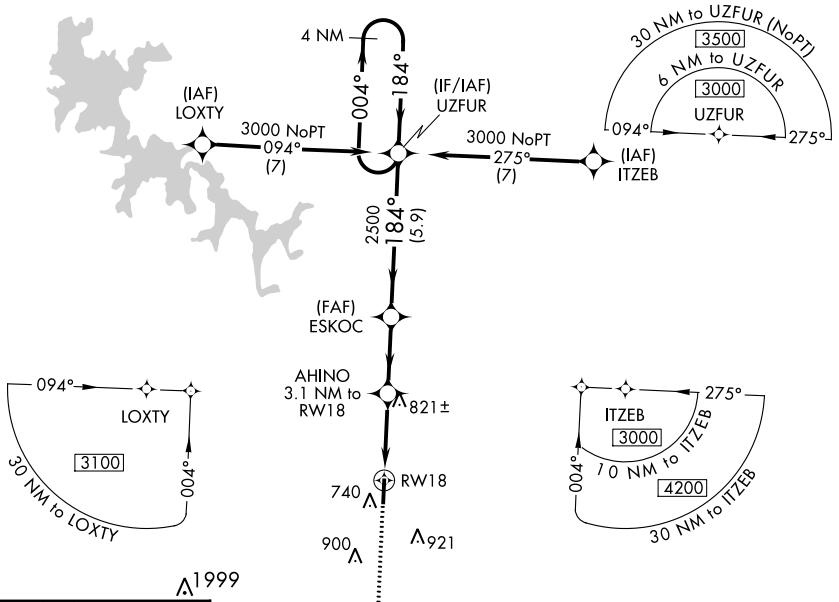 4 NM
004°
184°
(IAF)
LOXTY
3000 NoPT
094°
(7)
(IF/IAF)
UZFUR
3000 NoPT
275°
(7)
(IAF)
ITZEB
30 NM to UZFUR (NoPT)
3500
6 NM to UZFUR
3000
UZFUR
094°
275°
2500
184°
(5.9)
(FAF)
ESKOC
AHINO
3.1 NM to
RW18
821±
RW18
740
900
921
1999
094°
LOXTY
3100
004°
30 NM to LOXTY
275°
ITZEB
3000
10 NM to ITZEB
004°
4200
30 NM to ITZEB